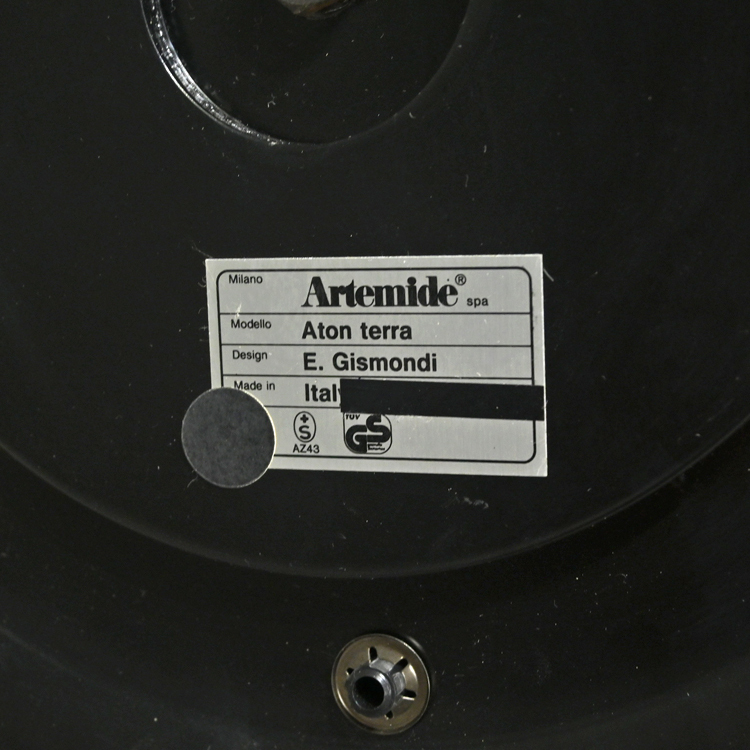 Milano Artemide® spa
Modello Aton terra
Design E. Gismondi
Made in Italy
+ S TÜV GS
AZ43